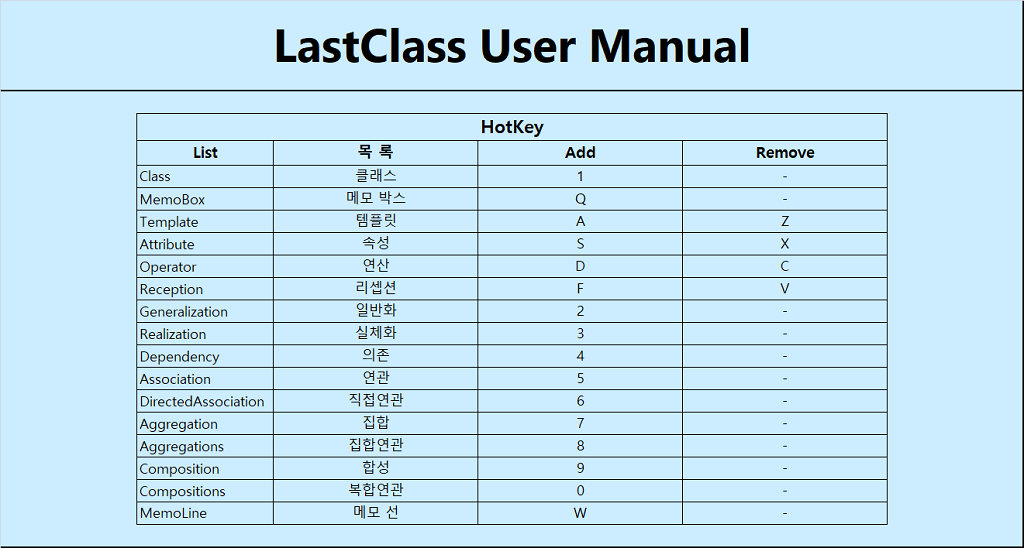 LastClass User Manual
HotKey
List 목 록 Add Remove
Class 클래스 1 -
MemoBox 메모 박스 Q -
Template 템플릿 A Z
Attribute 속성 S X
Operator 연산 D C
Reception 리셉션 F V
Generalization 일반화 2 -
Realization 실체화 3 -
Dependency 의존 4 -
Association 연관 5 -
DirectedAssociation 직접연관 6 -
Aggregation 집합 7 -
Aggregations 집합연관 8 -
Composition 합성 9 -
Compositions 복합연관 0 -
MemoLine 메모 선 W -